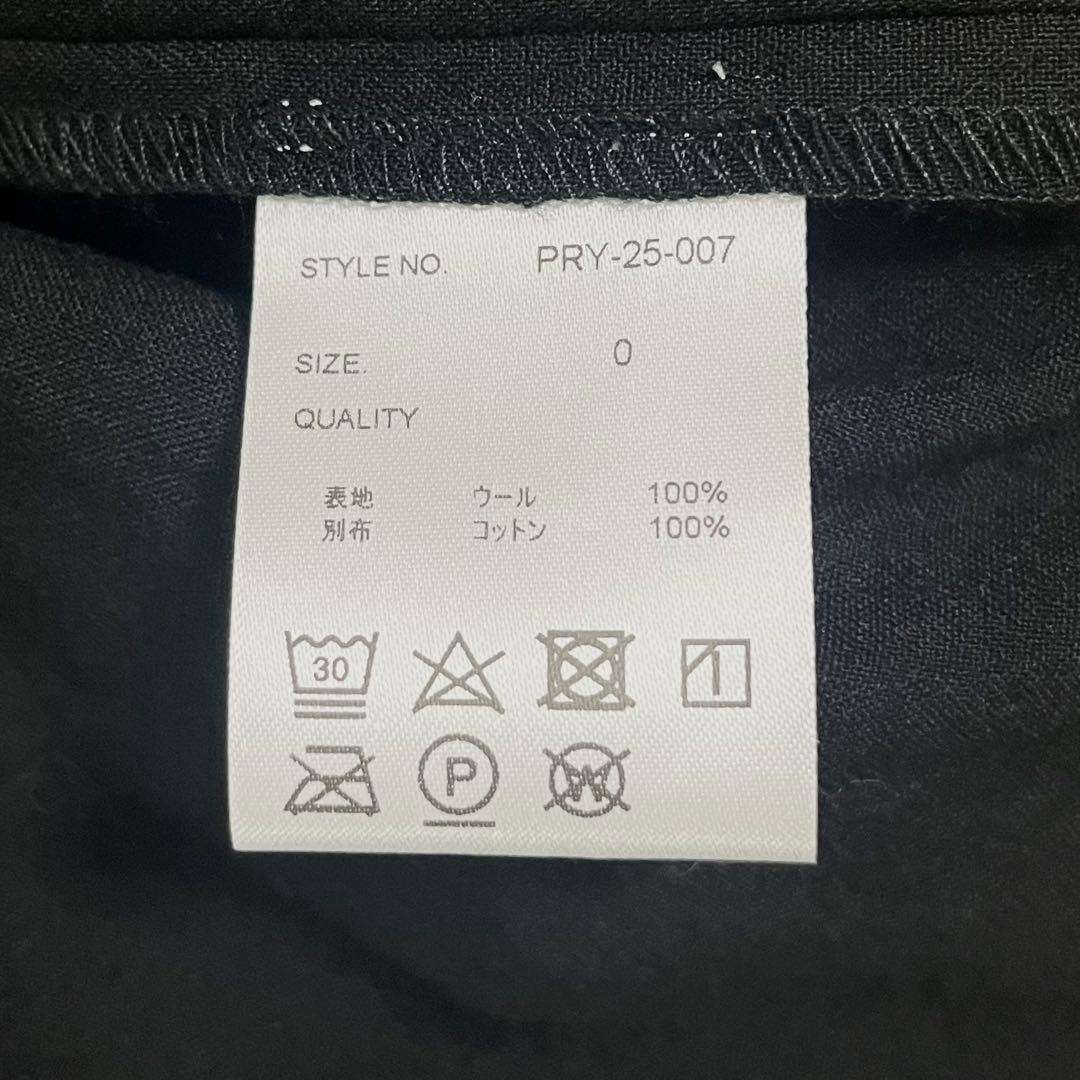 STYLE NO. PRY-25-007
SIZE. 0
QUALITY
表地 ウール 100%
別布 コットン 100%
30
P
W